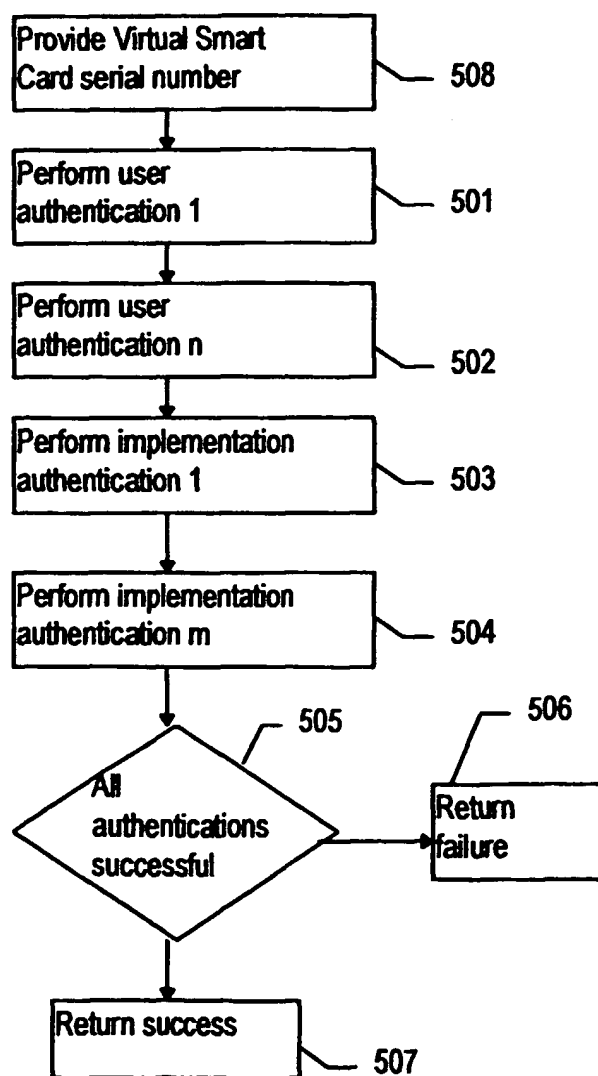 Provide Virtual Smart
Card serial number
508
Perform user
authentication 1
501
Perform user
authentication n
502
Perform implementation
authentication 1
503
Perform implementation
authentication m
504
505
All
authentications
successful
506
Return
failure
Return success
507